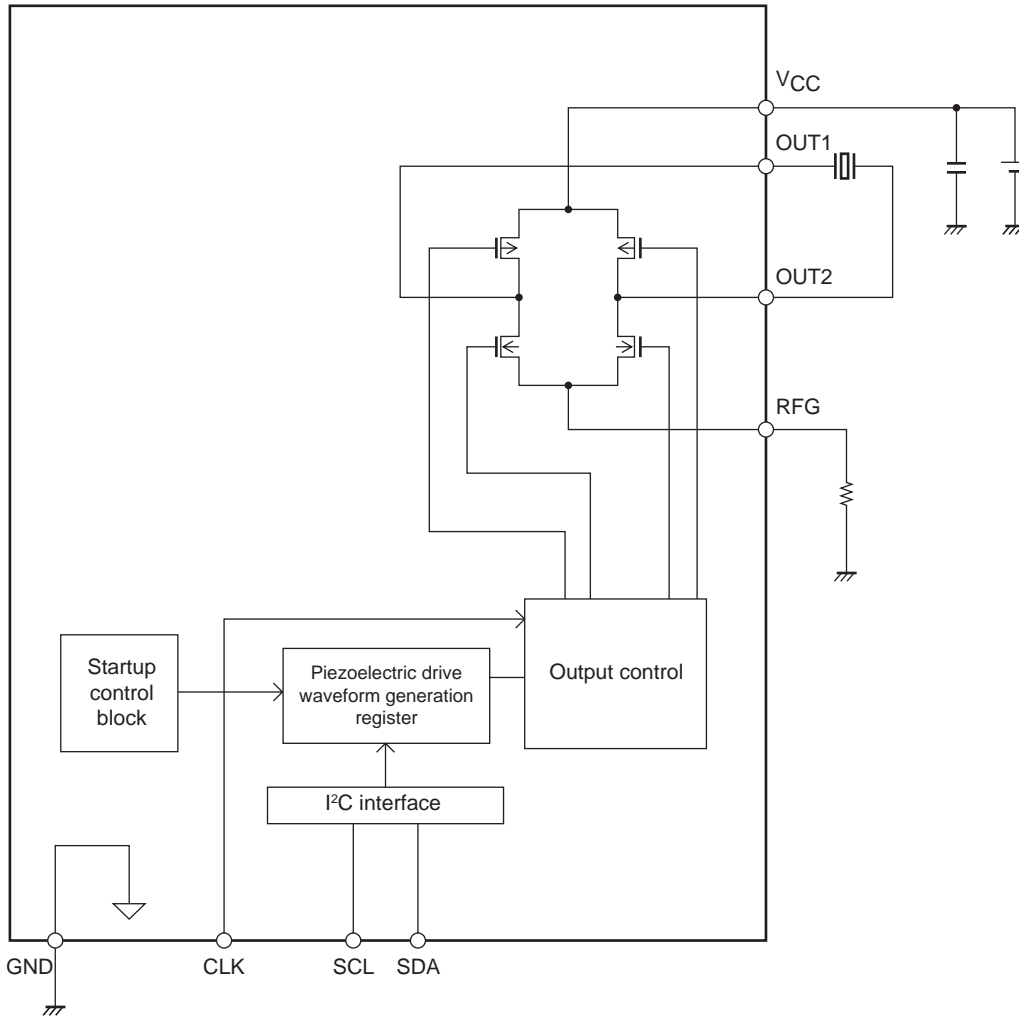 VCC
OUT1
OUT2
RFG
Startup
control
block
Piezoelectric drive
waveform generation
register
Output control
I²C interface
GND
CLK
SCL
SDA